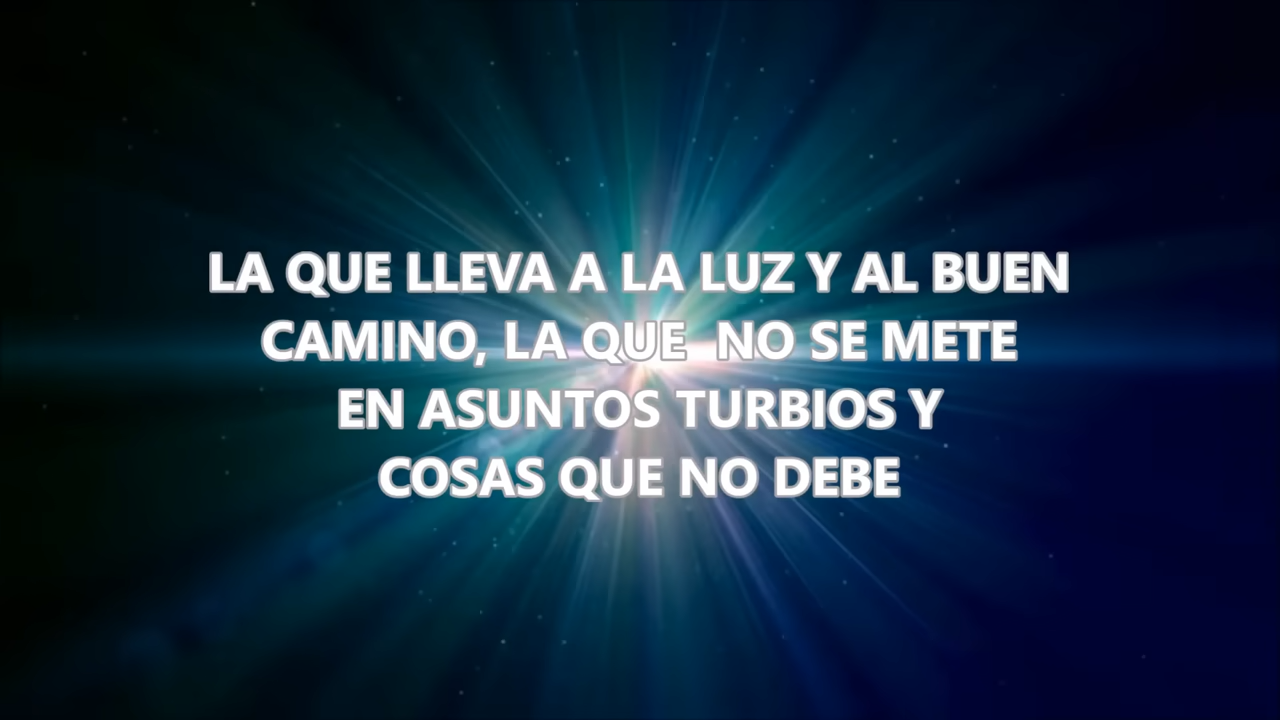 LA QUE LLEVA A LA LUZ Y AL BUEN
CAMINO, LA QUE  NO SE METE
EN ASUNTOS TURBIOS Y
COSAS QUE NO DEBE